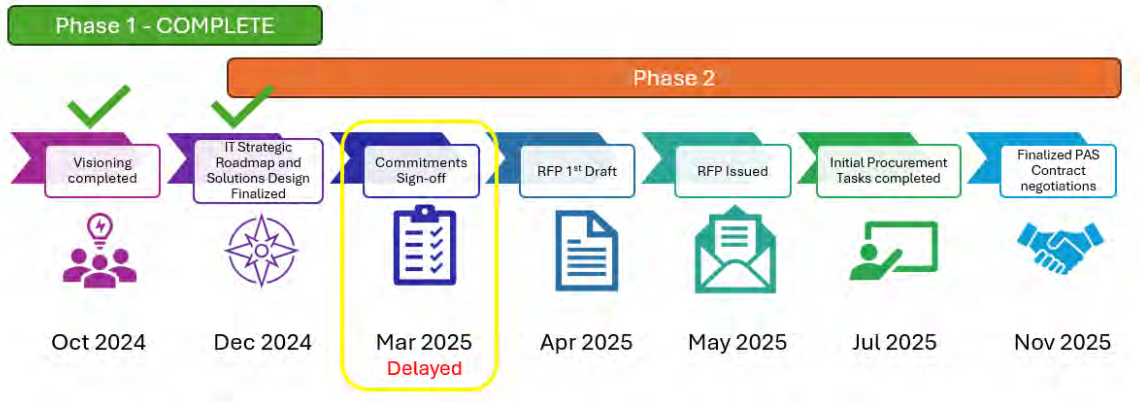 Phase 1 - COMPLETE
Phase 2
Visioning
completed
IT Strategic
Roadmap and
Solutions Design
Finalized
Commitments
Sign-off
RFP 1st Draft
RFP Issued
Initial Procurement
Tasks completed
Finalized PAS
Contract
negotiations
Oct 2024
Dec 2024
Mar 2025
Delayed
Apr 2025
May 2025
Jul 2025
Nov 2025